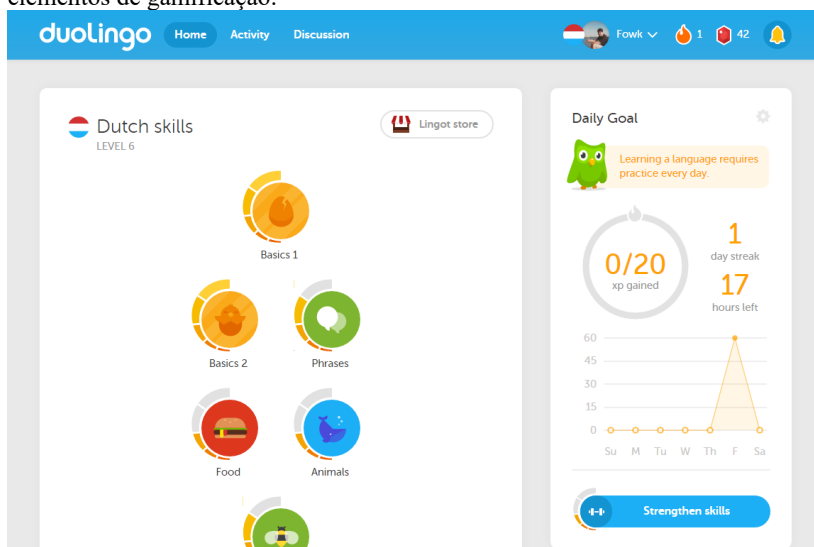 elementos de gamificação.
duolingo Home Activity Discussion Fowk 1 42
Dutch skills
LEVEL 6
Lingot store
Basics 1
Basics 2 Phrases
Food Animals
Daily Goal
Learning a language requires
practice every day.
0/20
xp gained
1
day streak
17
hours left
60
45
30
15
0
Su M Tu W Th F Sa
Strengthen skills